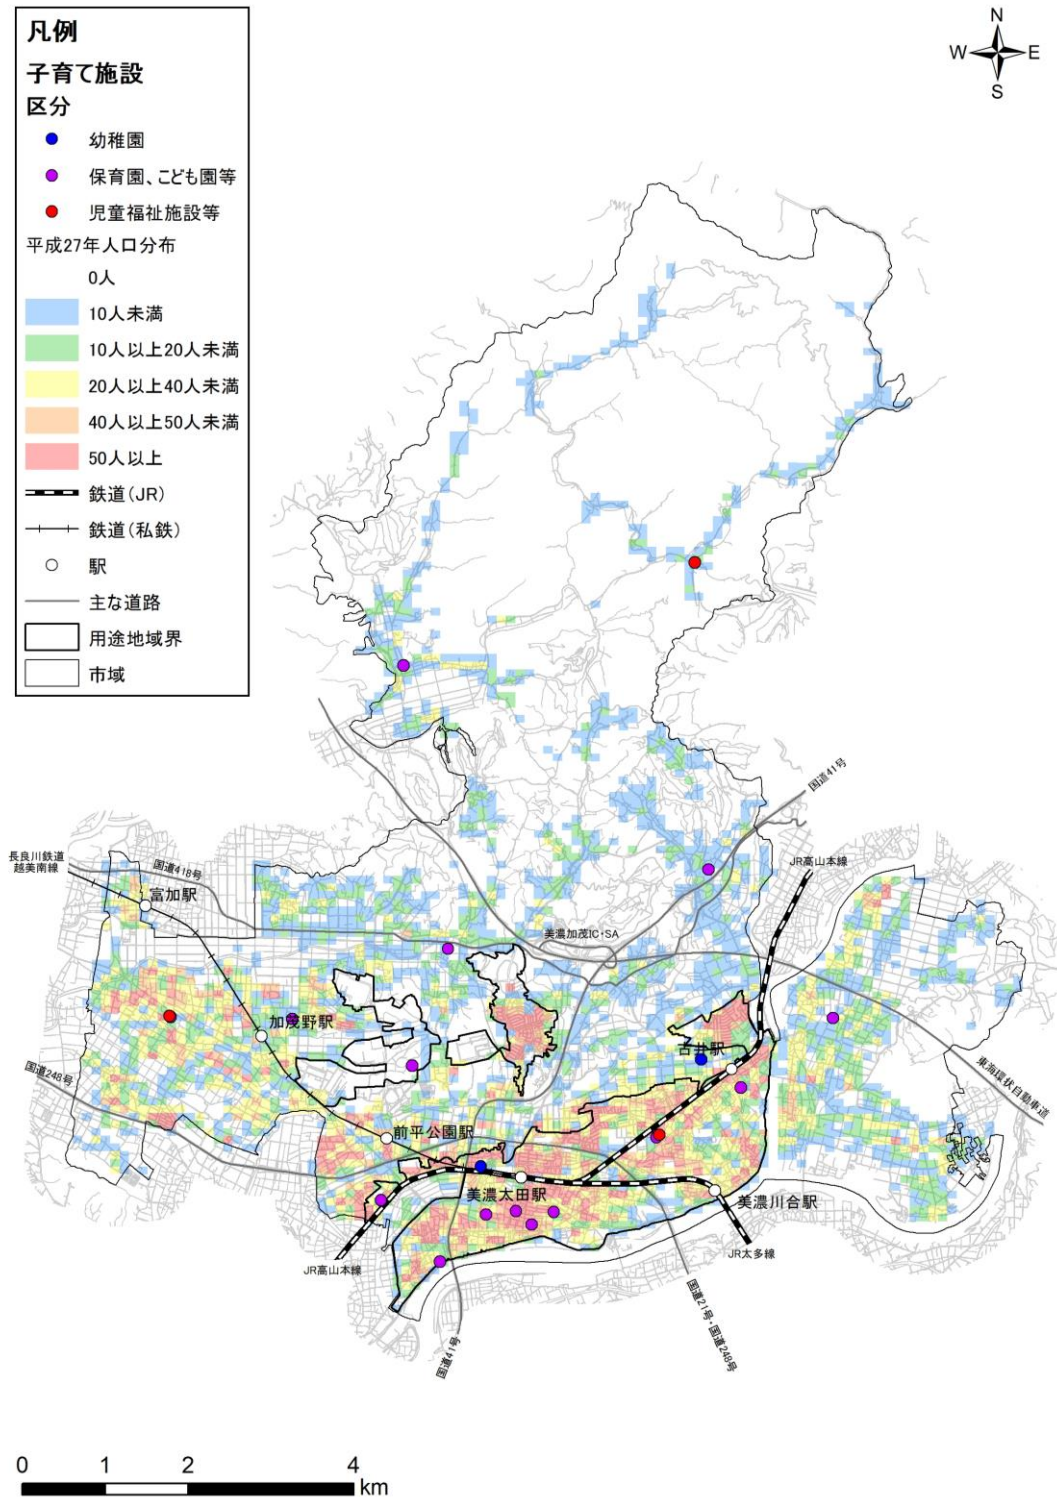 凡例
子育て施設
区分
幼稚園
保育園、こども園等
児童福祉施設等
平成27年人口分布
0人
10人未満
10人以上20人未満
20人以上40人未満
40人以上50人未満
50人以上
鉄道(JR)
鉄道(私鉄)
駅
主な道路
用途地域界
市域
N
W
E
S
国道41号
長良川鉄道
越美南線
国道418号
JR高山本線
富加駅
美濃加茂IC・SA
加茂野駅
古井駅
国道248号
東海環状自動車道
前平公園駅
美濃太田駅
美濃川合駅
JR高山本線
JR太多線
国道21号・国道248号
国道41号
0 1 2 4
km